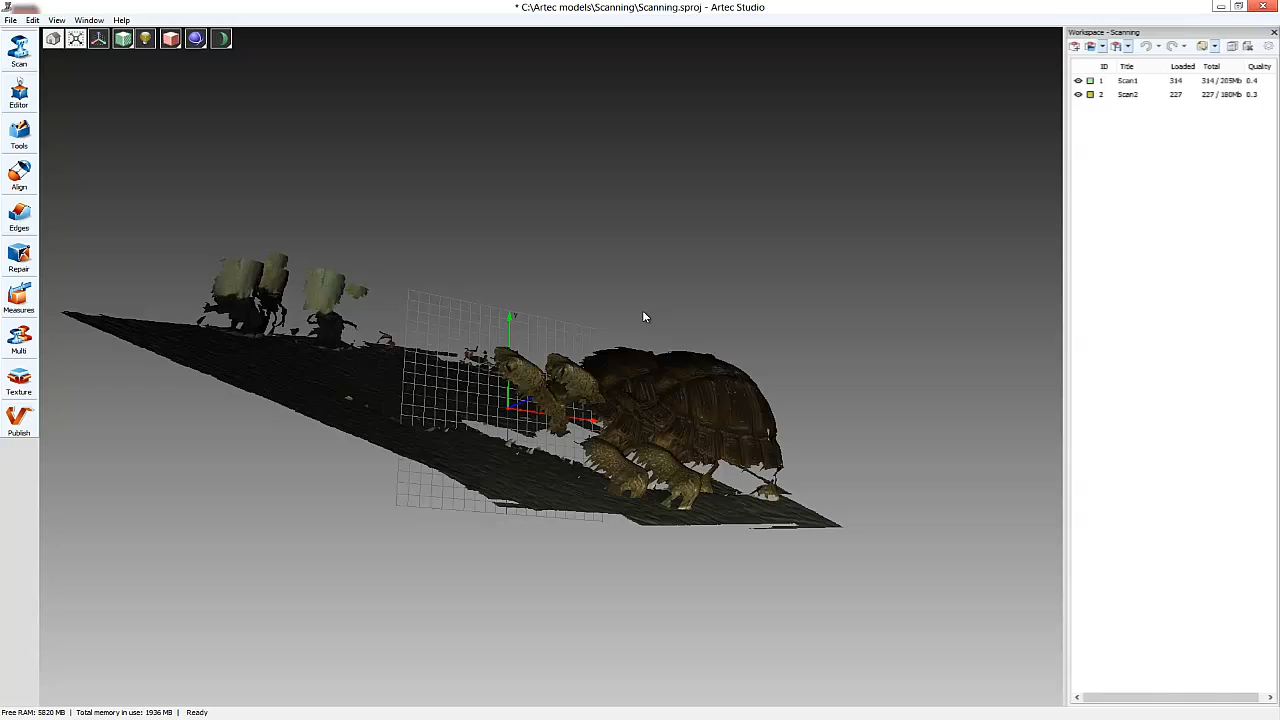 * C:\Artec models\Scanning\Scanning.sproj - Artec Studio
File Edit View Window Help
Workspace - Scanning
Scan
Editor
Tools
Align
Edges
Repair
Measures
Multi
Texture
Publish
ID Title Loaded Total Quality
1 Scan1 314 314 / 205Mb 0.4
2 Scan2 227 227 / 180Mb 0.3
y
Free RAM: 5820 MB | Total memory in use: 1936 MB | Ready